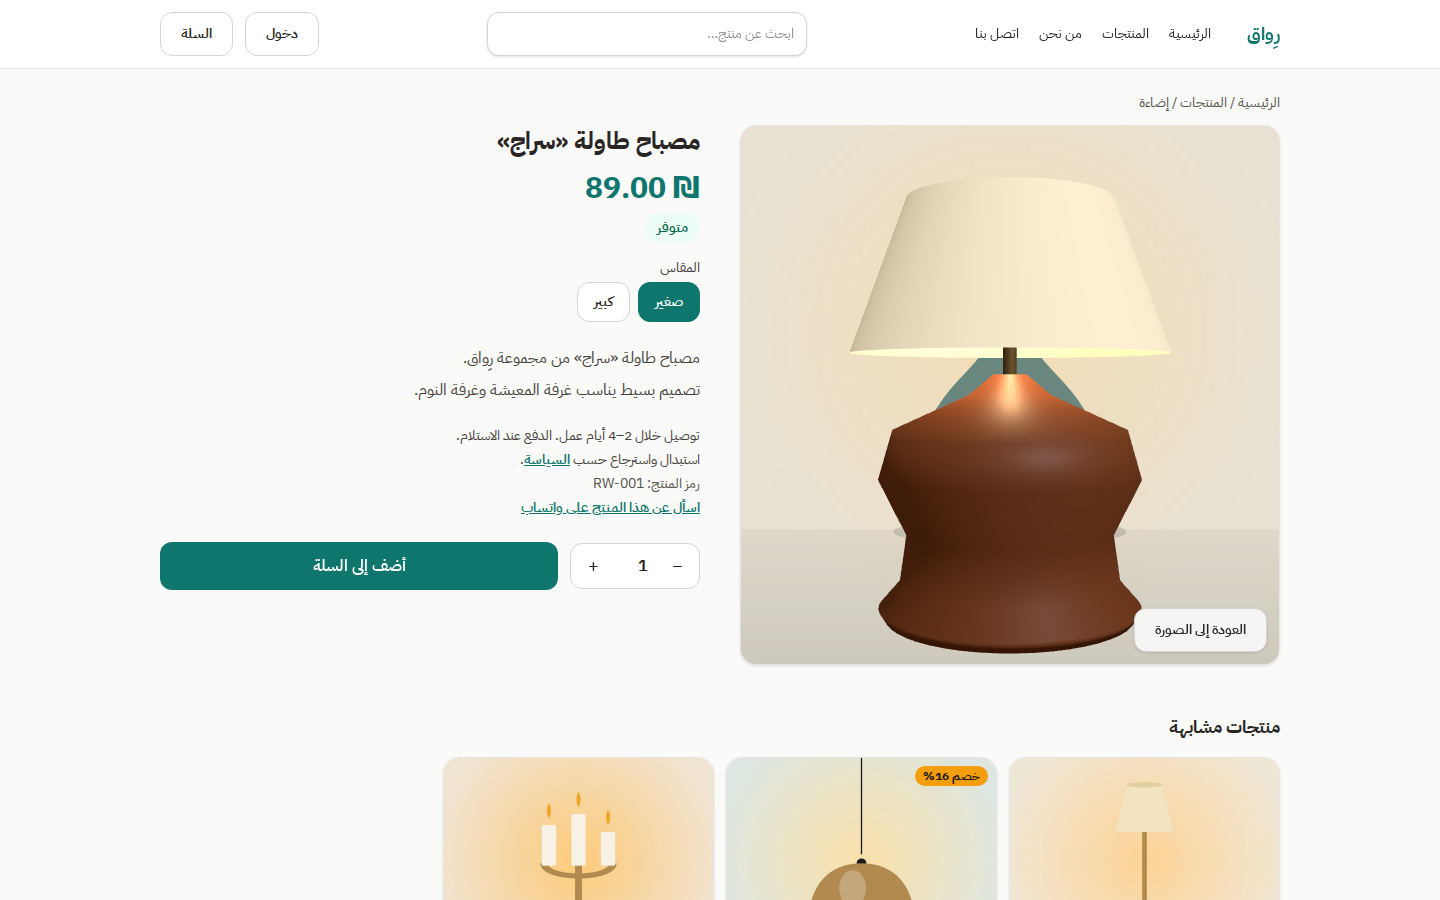 رِواق
الرئيسية المنتجات من نحن اتصل بنا
ابحث عن منتج...
دخول
السلة
الرئيسية / المنتجات / إضاءة
مصباح طاولة «سراج»
89.00 ₪
متوفر
المقاس
صغير
كبير
مصباح طاولة «سراج» من مجموعة رِواق.
تصميم بسيط يناسب غرفة المعيشة وغرفة النوم.
توصيل خلال 2–4 أيام عمل. الدفع عند الاستلام.
استبدال واسترجاع حسب السياسة.
رمز المنتج: RW-001
اسأل عن هذا المنتج على واتساب
− 1 +
أضف إلى السلة
العودة إلى الصورة
منتجات مشابهة
خصم 16%